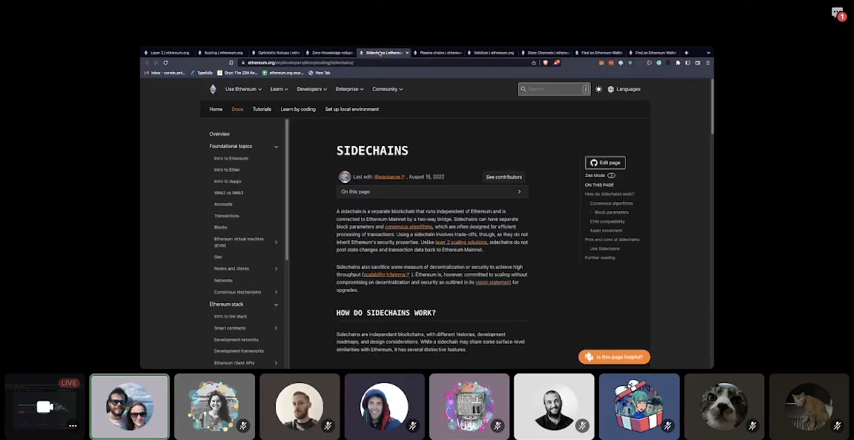 1
Layer 2 | ethereum.org
Scaling | ethereum.org
Optimistic Rollups | ethere
Zero-Knowledge rollups
Sidechains | ethereum
Plasma chains | ethereum
Validium | ethereum.org
State Channels | ethereum
Find an Ethereum Wallet
Find an Ethereum Wallet
ethereum.org/en/developers/docs/scaling/sidechains/
Typefully
New Tab
Use Ethereum
Learn
Developers
Enterprise
Community
Search
Languages
Home
Docs
Tutorials
Learn by coding
Set up local environment
Overview
Foundational topics
Intro to Ethereum
Intro to Ether
Intro to dapps
Web2 vs Web3
Accounts
Transactions
Blocks
Ethereum virtual machine
(EVM)
Gas
Nodes and clients
Networks
Consensus mechanisms
Ethereum stack
Intro to the stack
Smart contracts
Development networks
Development frameworks
Ethereum client APIs
SIDECHAINS
Last edit:
, August 15, 2022
See contributors
On this page
A sidechain is a separate blockchain that runs independent of Ethereum and is
connected to Ethereum Mainnet by a two-way bridge. Sidechains can have separate
block parameters and consensus algorithms, which are often designed for efficient
processing of transactions. Using a sidechain involves trade-offs, though, as they do not
inherit Ethereum's security properties. Unlike layer 2 scaling solutions, sidechains do not
post state changes and transaction data back to Ethereum Mainnet.
Sidechains also sacrifice some measure of decentralization or security to achieve high
throughput (scalability trilemma). Ethereum is, however, committed to scaling without
compromising on decentralization and security as outlined in its vision statement for
upgrades.
HOW DO SIDECHAINS WORK?
Sidechains are independent blockchains, with different histories, development
roadmaps, and design considerations. While a sidechain may share some surface-level
similarities with Ethereum, it has several distinctive features.
Edit page
Zen Mode
ON THIS PAGE
How do sidechains work?
Consensus algorithms
Block parameters
EVM compatibility
Asset movement
Pros and cons of sidechains
Use Sidechains
Further reading
Is this page helpful?
LIVE